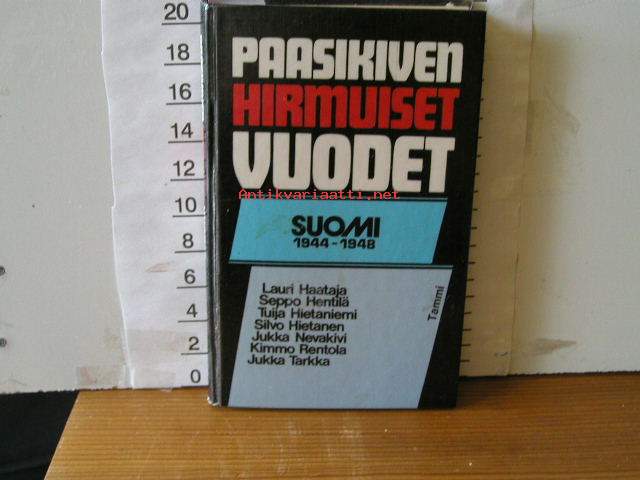 20
18
16
14
12
10
8
6
4
2
0
PAASIKIVEN
HIRMUISET
VUODET
Antikvariaatti.net
SUOMI
1944-1948
Lauri Haataja
Seppo Hentilä
Tuija Hietaniemi
Silvo Hietanen
Jukka Nevakivi
Kimmo Rentola
Jukka Tarkka
Tammi